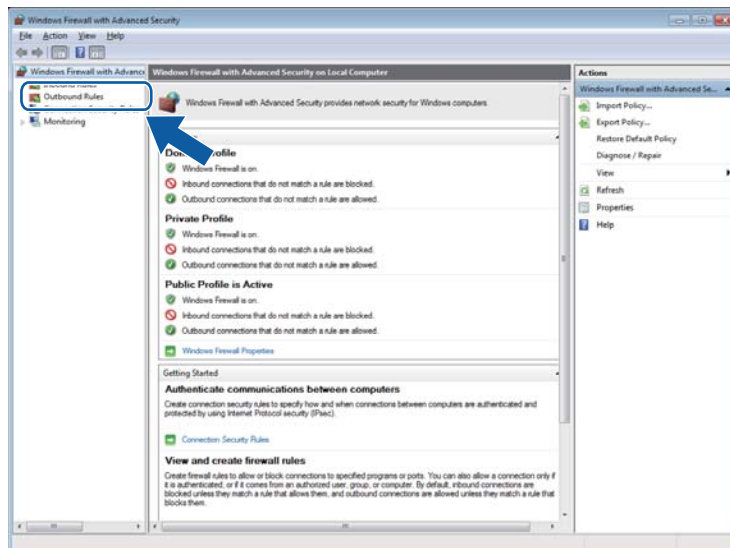 Windows Firewall with Advanced Security
File Action View Help
Windows Firewall with Advance
Inbound Rules
Outbound Rules
Monitoring
Windows Firewall with Advanced Security on Local Computer
Windows Firewall with Advanced Security provides network security for Windows computers.
Windows Firewall is on.
Inbound connections that do not match a rule are blocked.
Outbound connections that do not match a rule are allowed.
Private Profile
Windows Firewall is on.
Inbound connections that do not match a rule are blocked.
Outbound connections that do not match a rule are allowed.
Public Profile is Active
Windows Firewall is on.
Inbound connections that do not match a rule are blocked.
Outbound connections that do not match a rule are allowed.
Windows Firewall Properties
Getting Started
Authenticate communications between computers
Create connection security rules to specify how and when connections between computers are authenticated and
protected by using Internet Protocol security (IPsec).
Connection Security Rules
View and create firewall rules
Create firewall rules to allow or block connections to specified programs or ports. You can also allow a connection only if
it is authenticated, or if it comes from an authorized user, group, or computer. By default, inbound connections are
blocked unless they match a rule that allows them, and outbound connections are allowed unless they match a rule that
blocks them.
Actions
Windows Firewall with Advanced Se...
Import Policy...
Export Policy...
Restore Default Policy
Diagnose / Repair
View
Refresh
Properties
Help